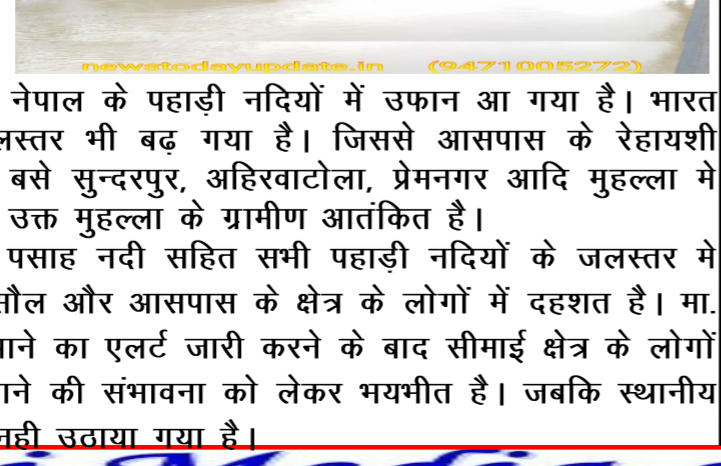 newstodayupdate.in (9471005272)
नेपाल के पहाड़ी नदियों में उफान आ गया है। भारत
लस्तर भी बढ़ गया है। जिससे आसपास के रेहायशी
बसे सुन्दरपुर, अहिरवाटोला, प्रेमनगर आदि मुहल्ला मे
उक्त मुहल्ला के ग्रामीण आतंकित है।
पसाह नदी सहित सभी पहाड़ी नदियों के जलस्तर मे
सौल और आसपास के क्षेत्र के लोगों में दहशत है। मा.
ाने का एलर्ट जारी करने के बाद सीमाई क्षेत्र के लोगों
ाने की संभावना को लेकर भयभीत है। जबकि स्थानीय
नही उठाया गया है।